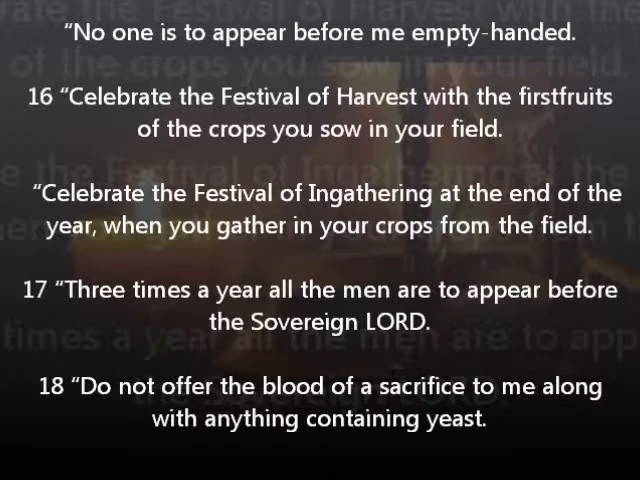 “No one is to appear before me empty-handed.
16 “Celebrate the Festival of Harvest with the firstfruits
of the crops you sow in your field.
“Celebrate the Festival of Ingathering at the end of the
year, when you gather in your crops from the field.
17 “Three times a year all the men are to appear before
the Sovereign LORD.
18 “Do not offer the blood of a sacrifice to me along
with anything containing yeast.